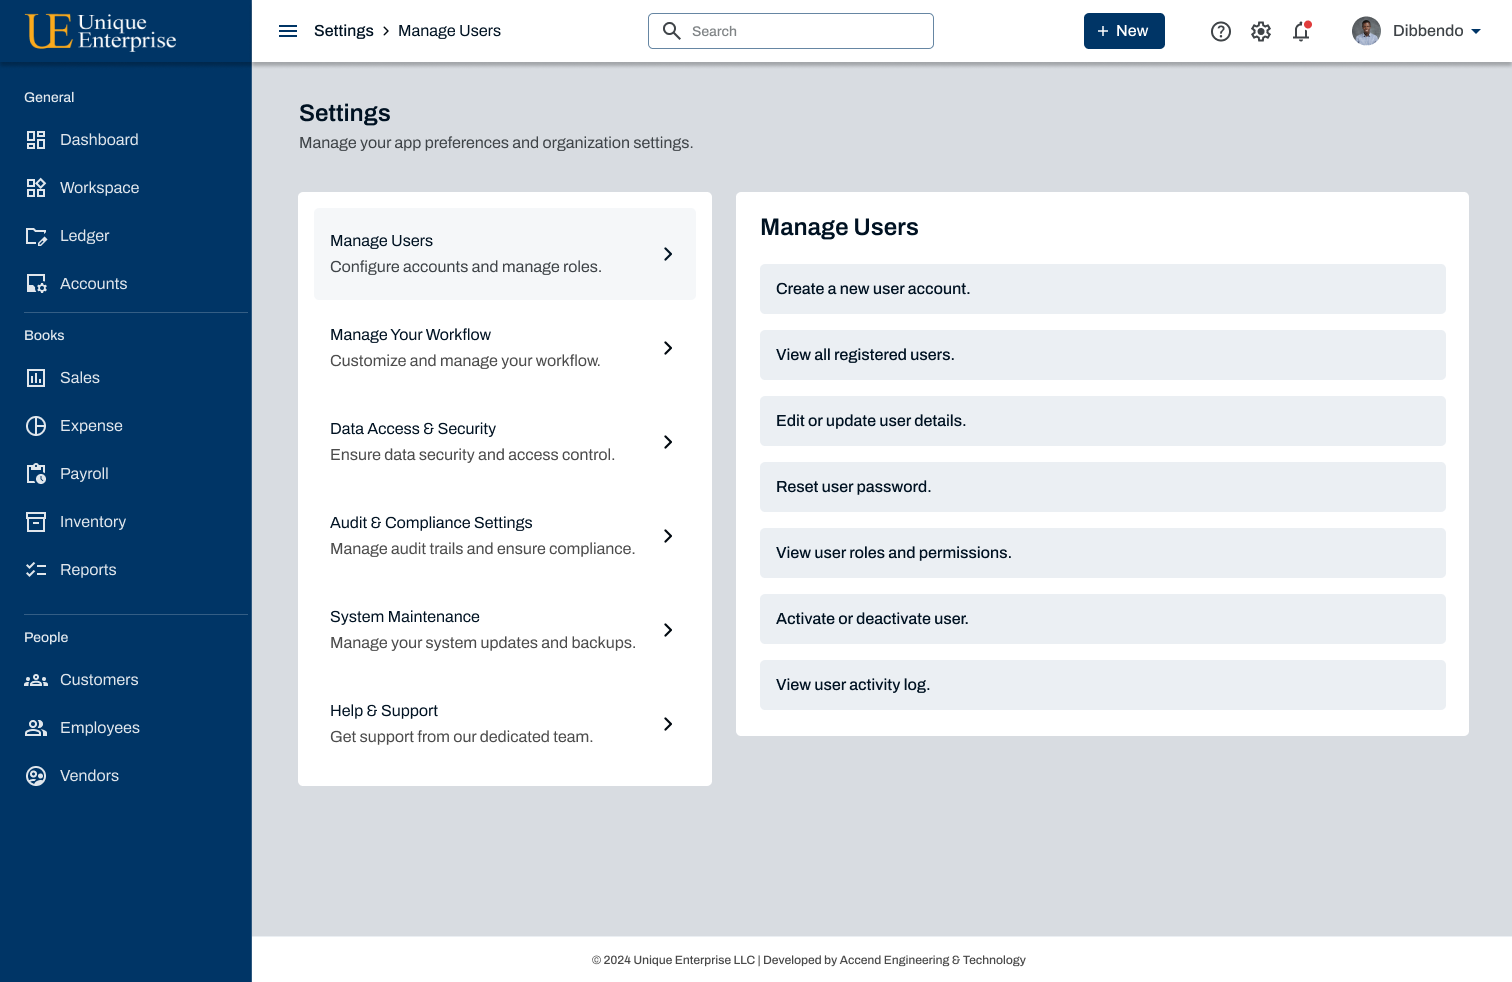 UE Unique
Enterprise
Settings > Manage Users
Search
+ New
Dibbendo
General
Dashboard
Workspace
Ledger
Accounts
Books
Sales
Expense
Payroll
Inventory
Reports
People
Customers
Employees
Vendors
Settings
Manage your app preferences and organization settings.
Manage Users
Configure accounts and manage roles.
Manage Your Workflow
Customize and manage your workflow.
Data Access & Security
Ensure data security and access control.
Audit & Compliance Settings
Manage audit trails and ensure compliance.
System Maintenance
Manage your system updates and backups.
Help & Support
Get support from our dedicated team.
Manage Users
Create a new user account.
View all registered users.
Edit or update user details.
Reset user password.
View user roles and permissions.
Activate or deactivate user.
View user activity log.
© 2024 Unique Enterprise LLC | Developed by Accend Engineering & Technology